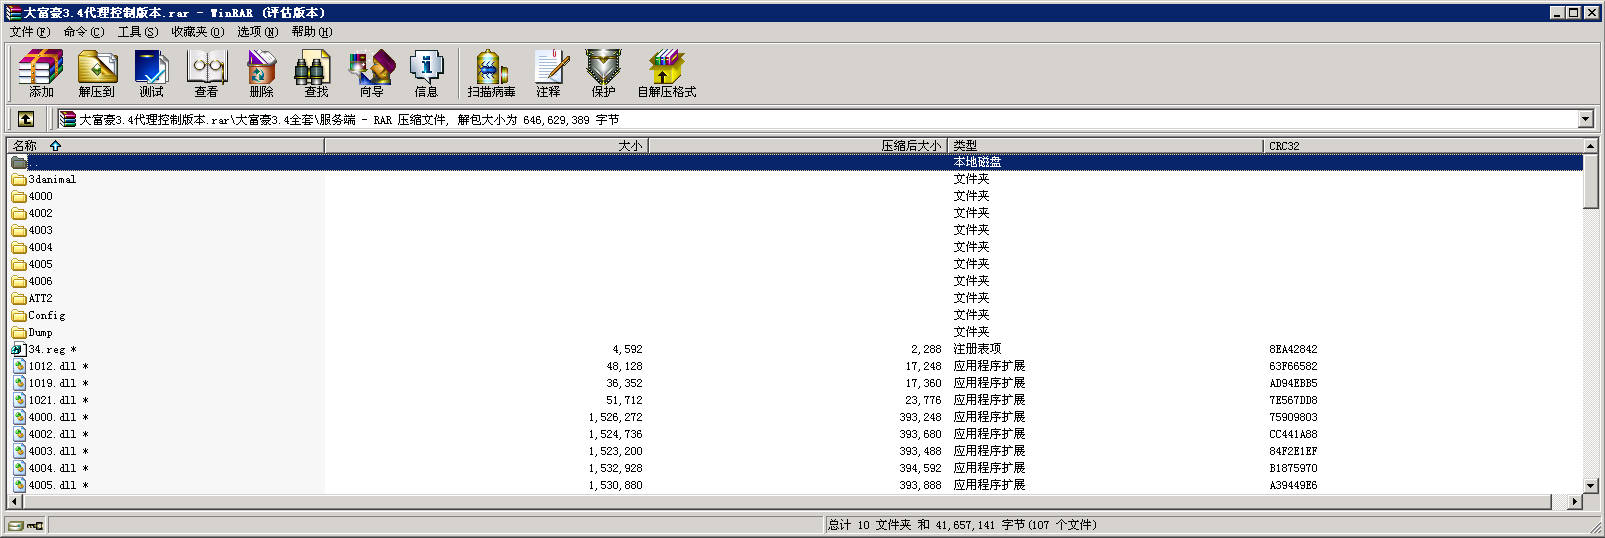 大富豪3.4代理控制版本.rar - WinRAR (评估版本)
文件(F) 命令(C) 工具(S) 收藏夹(O) 选项(N) 帮助(H)
添加 解压到 测试 查看 删除 查找 向导 信息 扫描病毒 注释 保护 自解压格式
大富豪3.4代理控制版本.rar\大富豪3.4全套\服务端 - RAR 压缩文件, 解包大小为 646,629,389 字节
名称 大小 压缩后大小 类型 CRC32
.. 本地磁盘
3danimal 文件夹
4000 文件夹
4002 文件夹
4003 文件夹
4004 文件夹
4005 文件夹
4006 文件夹
ATT2 文件夹
Config 文件夹
Dump 文件夹
34.reg * 4,592 2,288 注册表项 8EA42842
1012.dll * 48,128 17,248 应用程序扩展 63F66582
1019.dll * 36,352 17,360 应用程序扩展 AD94EBB5
1021.dll * 51,712 23,776 应用程序扩展 7E567DD8
4000.dll * 1,526,272 393,248 应用程序扩展 75909803
4002.dll * 1,524,736 393,680 应用程序扩展 CC441A88
4003.dll * 1,523,200 393,488 应用程序扩展 84F2E1EF
4004.dll * 1,532,928 394,592 应用程序扩展 B1875970
4005.dll * 1,530,880 393,888 应用程序扩展 A39449E6
总计 10 文件夹 和 41,657,141 字节(107 个文件)